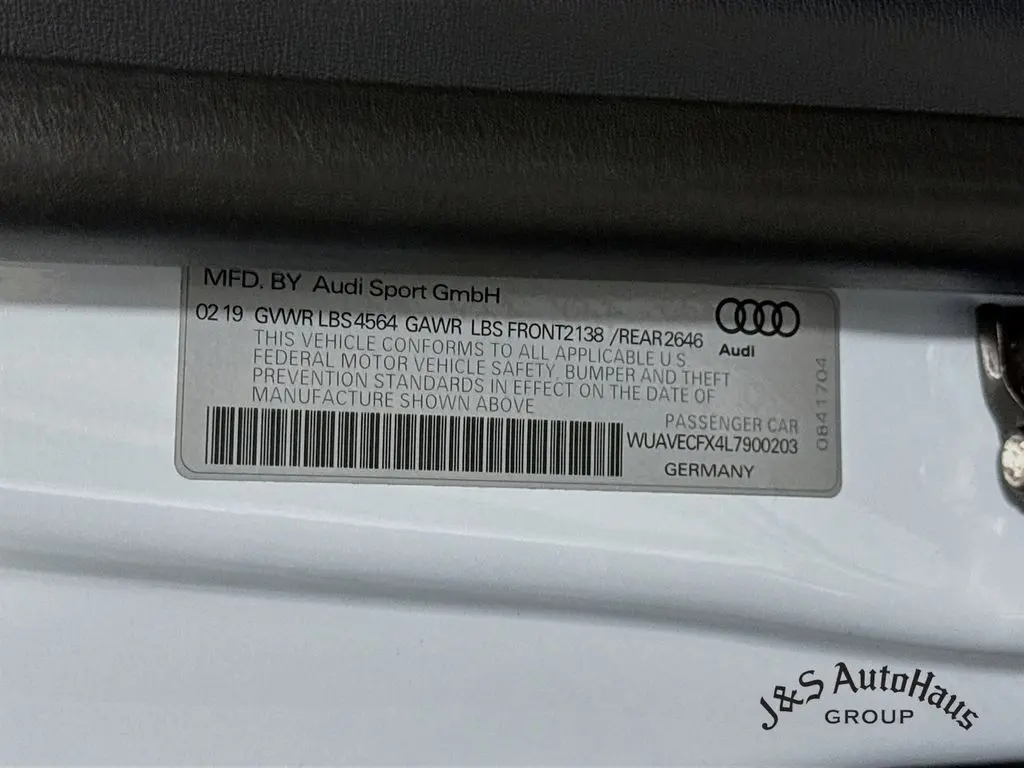 MFD. BY Audi Sport GmbH
02 19 GVWR LBS 4564 GAWR LBS FRONT 2138 /REAR 2646
THIS VEHICLE CONFORMS TO ALL APPLICABLE U.S.
FEDERAL MOTOR VEHICLE SAFETY, BUMPER AND THEFT
PREVENTION STANDARDS IN EFFECT ON THE DATE OF
MANUFACTURE SHOWN ABOVE
Audi
PASSENGER CAR
WUAVECFX4L7900203
GERMANY
0841704
J&S AutoHaus
GROUP